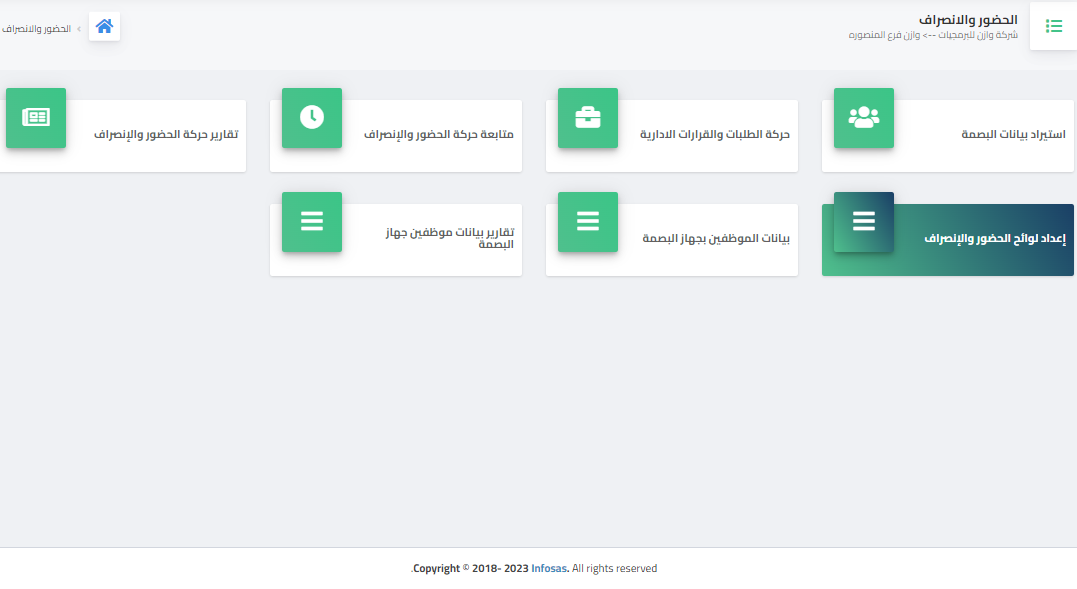 الحضور والانصراف
شركة وازن للبرمجيات --> وازن فرع المنصوره
الحضور والانصراف
استيراد بيانات البصمة
حركة الطلبات والقرارات الادارية
متابعة حركة الحضور والإنصراف
تقارير حركة الحضور والإنصراف
إعداد لوائح الحضور والإنصراف
بيانات الموظفين بجهاز البصمة
تقارير بيانات موظفين جهاز
البصمة
.Copyright © 2018- 2023 Infosas. All rights reserved